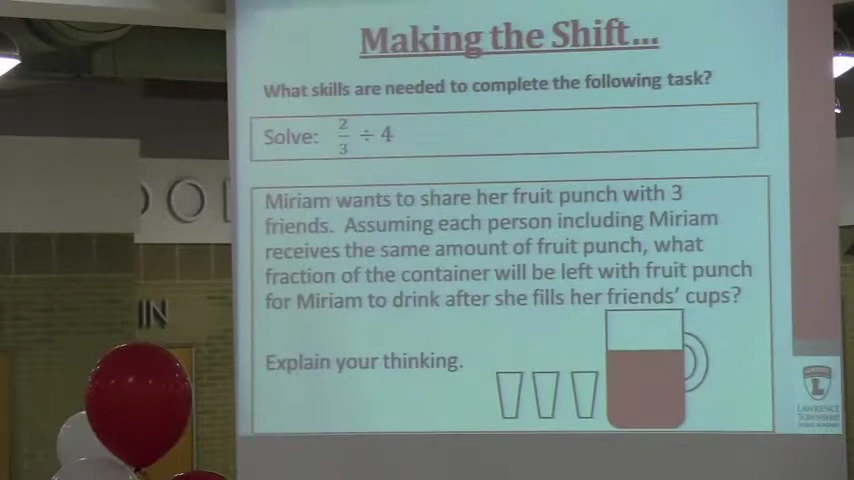 Making the Shift...
What skills are needed to complete the following task?
Solve: 2/3 ÷ 4
Miriam wants to share her fruit punch with 3
friends. Assuming each person including Miriam
receives the same amount of fruit punch, what
fraction of the container will be left with fruit punch
for Miriam to drink after she fills her friends' cups?
Explain your thinking.
L
LAWRENCE
TOWNSHIP
IN